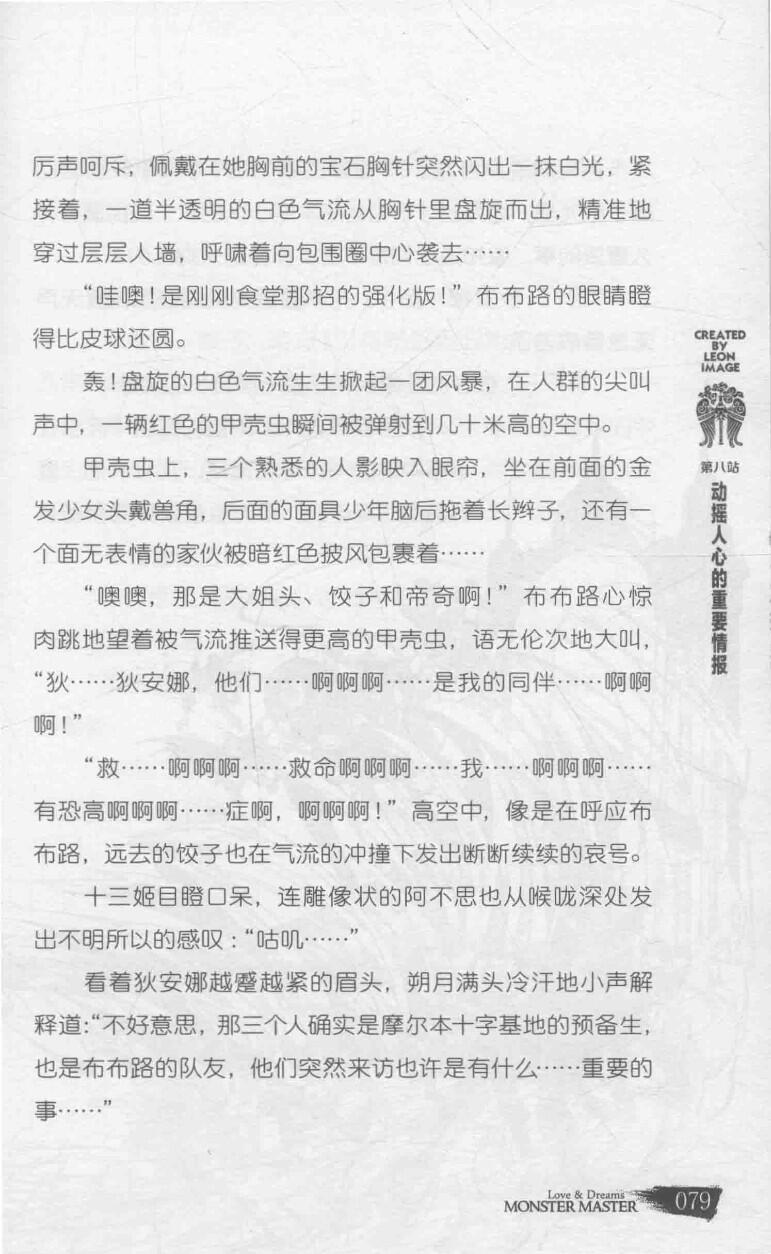 厉声呵斥，佩戴在她胸前的宝石胸针突然闪出一抹白光，紧
接着，一道半透明的白色气流从胸针里盘旋而出，精准地
穿过层层人墙，呼啸着向包围圈中心袭去……
“哇噢！是刚刚食堂那招的强化版！”布布路的眼睛瞪
得比皮球还圆。
轰！盘旋的白色气流生生掀起一团风暴，在人群的尖叫
声中，一辆红色的甲壳虫瞬间被弹射到几十米高的空中。
甲壳虫上，三个熟悉的人影映入眼帘，坐在前面的金
发少女头戴兽角，后面的面具少年脑后拖着长辫子，还有一
个面无表情的家伙被暗红色披风包裹着……
“噢噢，那是大姐头、饺子和帝奇啊！”布布路心惊
肉跳地望着被气流推送得更高的甲壳虫，语无伦次地大叫，
“狄……狄安娜，他们……啊啊啊……是我的同伴……啊啊
啊！”
“救……啊啊啊……救命啊啊啊……我……啊啊啊……
有恐高啊啊啊……症啊，啊啊啊！”高空中，像是在呼应布
布路，远去的饺子也在气流的冲撞下发出断断续续的哀号。
十三姬目瞪口呆，连雕像状的阿不思也从喉咙深处发
出不明所以的感叹：“咕叽……”
看着狄安娜越蹙越紧的眉头，朔月满头冷汗地小声解
释道：“不好意思，那三个人确实是摩尔本十字基地的预备生，
也是布布路的队友，他们突然来访也许是有什么……重要的
事……”
CREATED
BY
LEON
IMAGE
第八站
动摇人心的重要情报
Love & Dreams
MONSTER MASTER
079